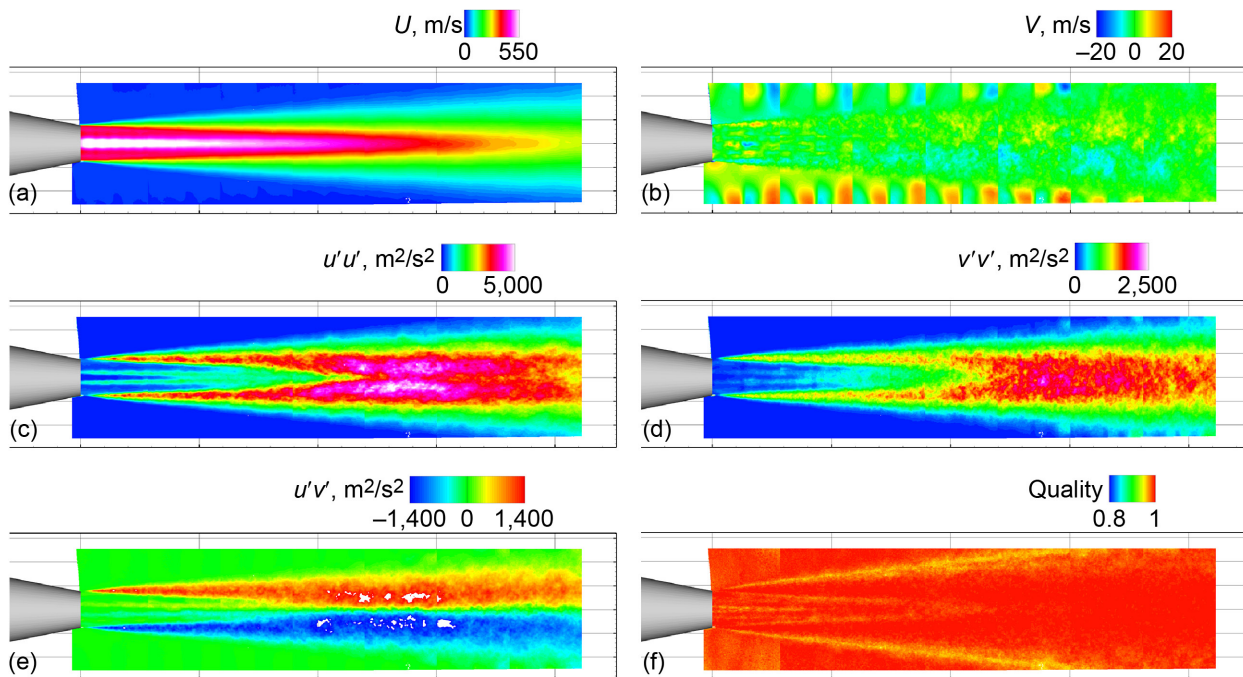 U, m/s
0 550
(a)
V, m/s
–20 0 20
(b)
u'u', m2/s2
0 5,000
(c)
v'v', m2/s2
0 2,500
(d)
u'v', m2/s2
–1,400 0 1,400
(e)
Quality
0.8 1
(f)